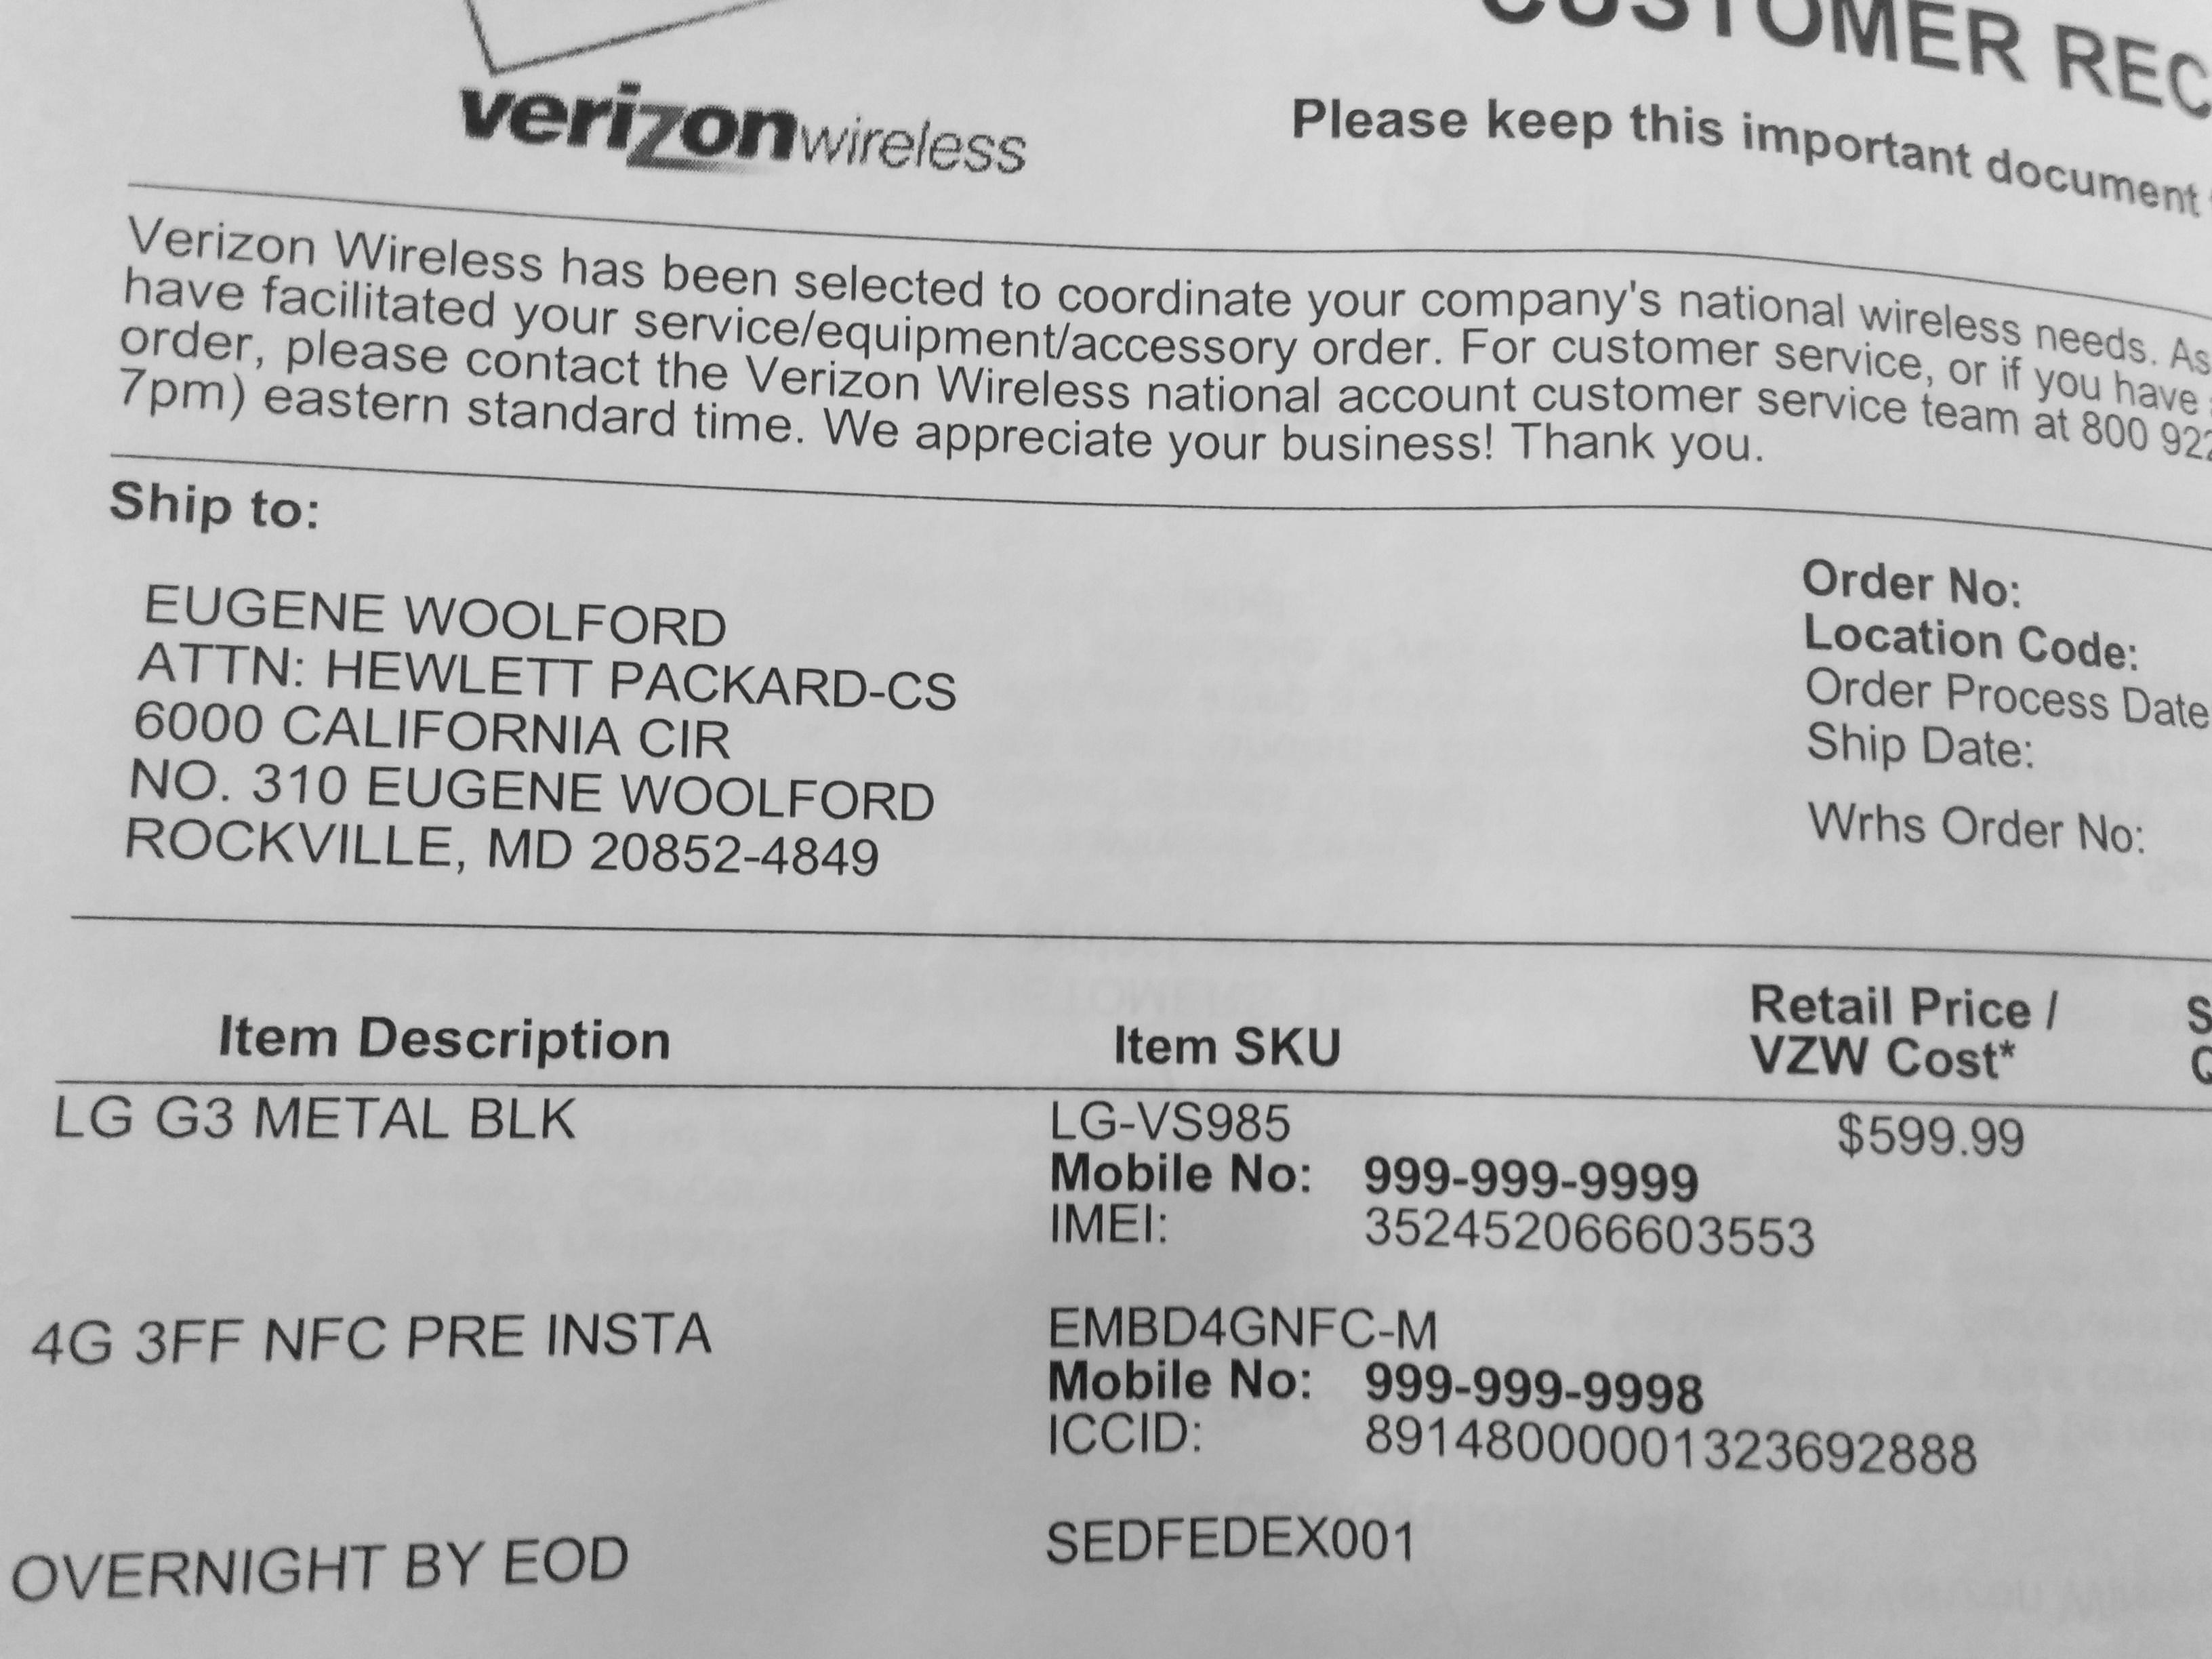 CUSTOMER REC
verizonwireless
Please keep this important document
Verizon Wireless has been selected to coordinate your company's national wireless needs. As
have facilitated your service/equipment/accessory order. For customer service, or if you have
order, please contact the Verizon Wireless national account customer service team at 800 922
7pm) eastern standard time. We appreciate your business! Thank you.
Ship to:
EUGENE WOOLFORD
ATTN: HEWLETT PACKARD-CS
6000 CALIFORNIA CIR
NO. 310 EUGENE WOOLFORD
ROCKVILLE, MD 20852-4849
Order No:
Location Code:
Order Process Date
Ship Date:
Wrhs Order No:
Item Description
Item SKU
Retail Price /
VZW Cost*
LG G3 METAL BLK
LG-VS985
$599.99
Mobile No: 999-999-9999
IMEI: 352452066603553
4G 3FF NFC PRE INSTA
EMBD4GNFC-M
Mobile No: 999-999-9998
ICCID: 89148000001323692888
OVERNIGHT BY EOD
SEDFEDEX001